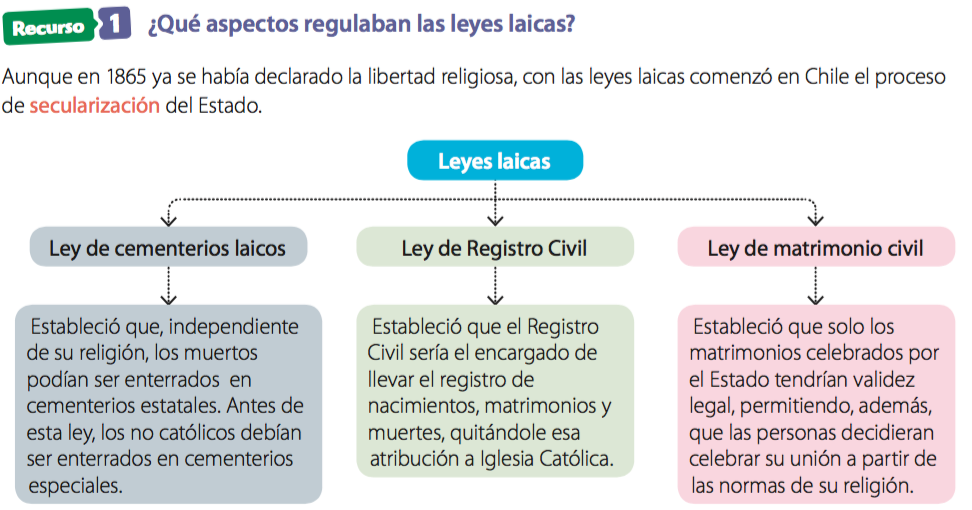 Recurso 1 ¿Qué aspectos regulaban las leyes laicas?
Aunque en 1865 ya se había declarado la libertad religiosa, con las leyes laicas comenzó en Chile el proceso
de secularización del Estado.
Leyes laicas
Ley de cementerios laicos
Estableció que, independiente
de su religión, los muertos
podían ser enterrados en
cementerios estatales. Antes de
esta ley, los no católicos debían
ser enterrados en cementerios
especiales.
Ley de Registro Civil
Estableció que el Registro
Civil sería el encargado de
llevar el registro de
nacimientos, matrimonios y
muertes, quitándole esa
atribución a Iglesia Católica.
Ley de matrimonio civil
Estableció que solo los
matrimonios celebrados por
el Estado tendrían validez
legal, permitiendo, además,
que las personas decidieran
celebrar su unión a partir de
las normas de su religión.